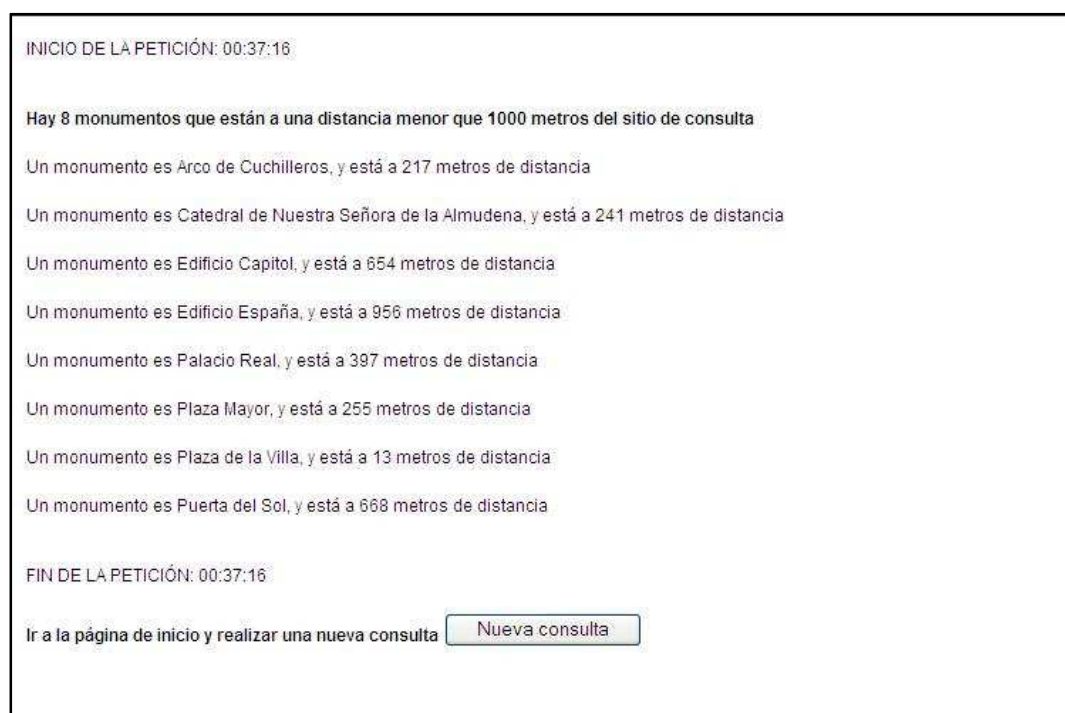 INICIO DE LA PETICIÓN: 00:37:16
Hay 8 monumentos que están a una distancia menor que 1000 metros del sitio de consulta
Un monumento es Arco de Cuchilleros, y está a 217 metros de distancia
Un monumento es Catedral de Nuestra Señora de la Almudena, y está a 241 metros de distancia
Un monumento es Edificio Capitol, y está a 654 metros de distancia
Un monumento es Edificio España, y está a 956 metros de distancia
Un monumento es Palacio Real, y está a 397 metros de distancia
Un monumento es Plaza Mayor, y está a 255 metros de distancia
Un monumento es Plaza de la Villa, y está a 13 metros de distancia
Un monumento es Puerta del Sol, y está a 668 metros de distancia
FIN DE LA PETICIÓN: 00:37:16
Ir a la página de inicio y realizar una nueva consulta Nueva consulta